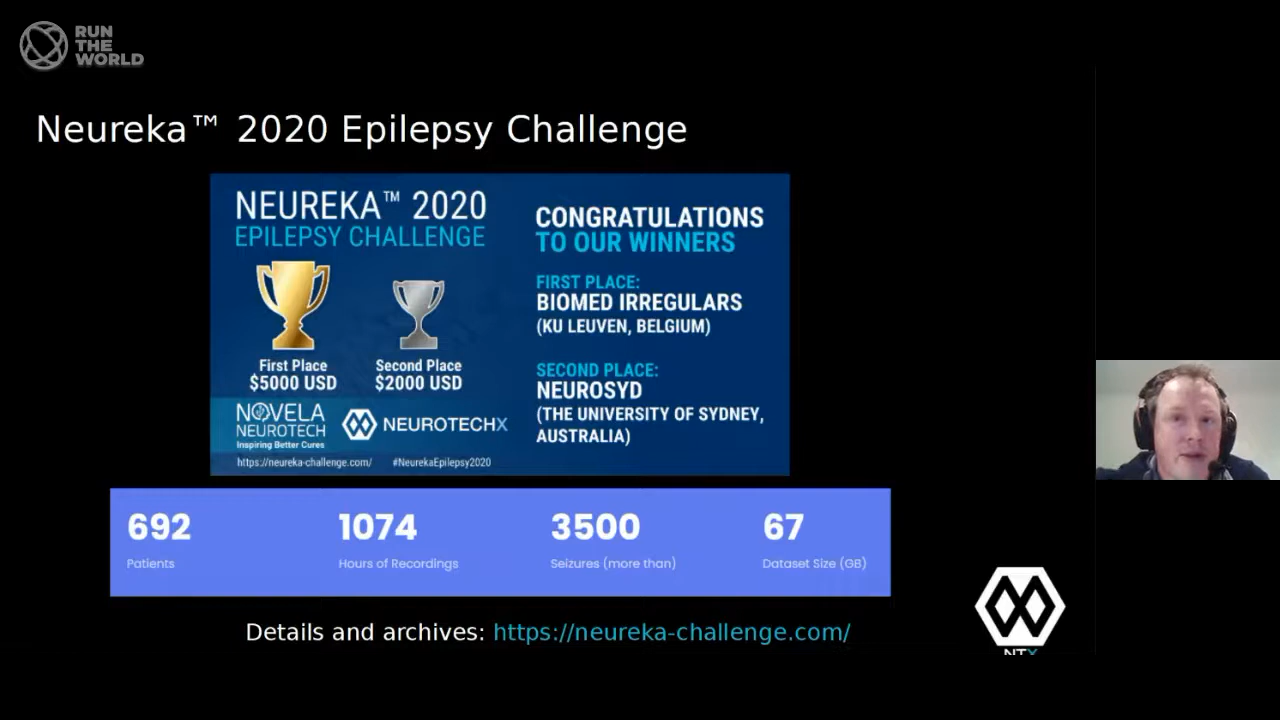 RUN
THE
WORLD
Neureka™ 2020 Epilepsy Challenge
NEUREKA™ 2020
EPILEPSY CHALLENGE
First Place
$5000 USD
Second Place
$2000 USD
NOVELA
NEUROTECH
Inspiring Better Cures
NEUROTECHX
https://neureka-challenge.com/
#NeurekaEpilepsy2020
CONGRATULATIONS
TO OUR WINNERS
FIRST PLACE:
BIOMED IRREGULARS
(KU LEUVEN, BELGIUM)
SECOND PLACE:
NEUROSYD
(THE UNIVERSITY OF SYDNEY,
AUSTRALIA)
692
Patients
1074
Hours of Recordings
3500
Seizures (more than)
67
Dataset Size (GB)
Details and archives: https://neureka-challenge.com/
NTX